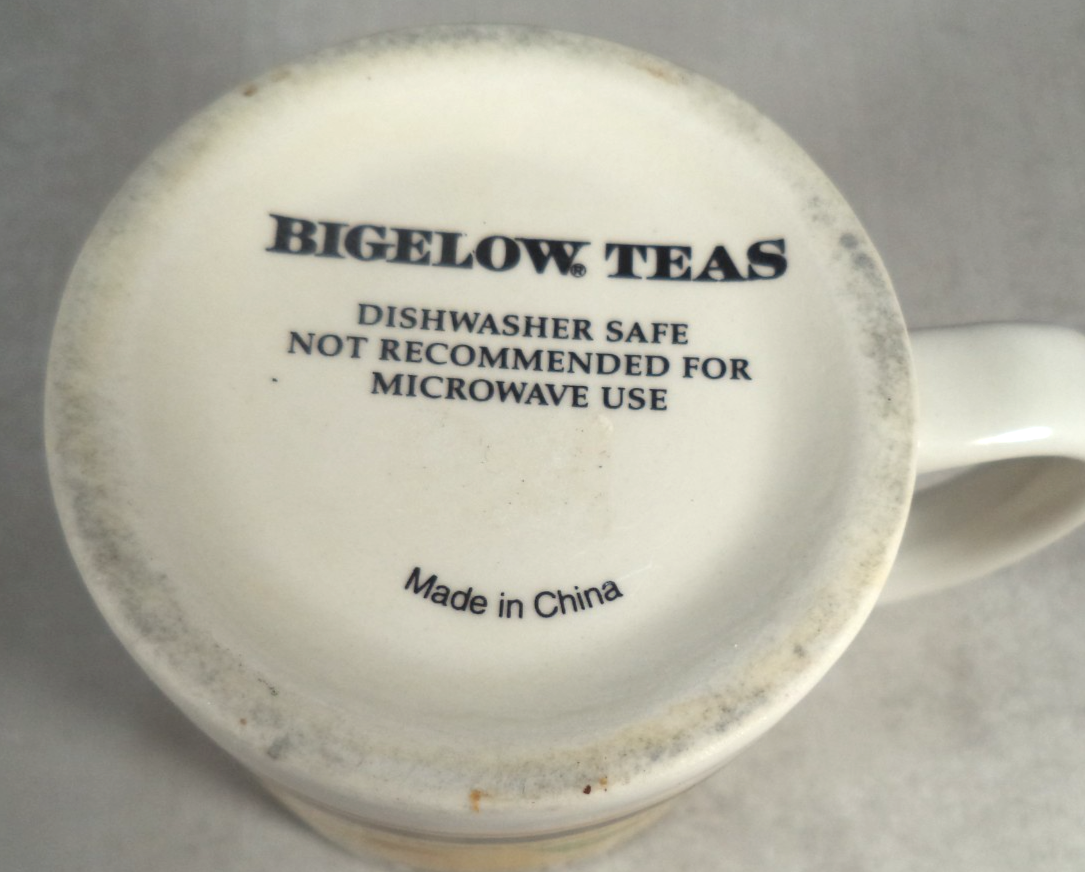 BIGELOW® TEAS
DISHWASHER SAFE
NOT RECOMMENDED FOR
MICROWAVE USE
Made in China